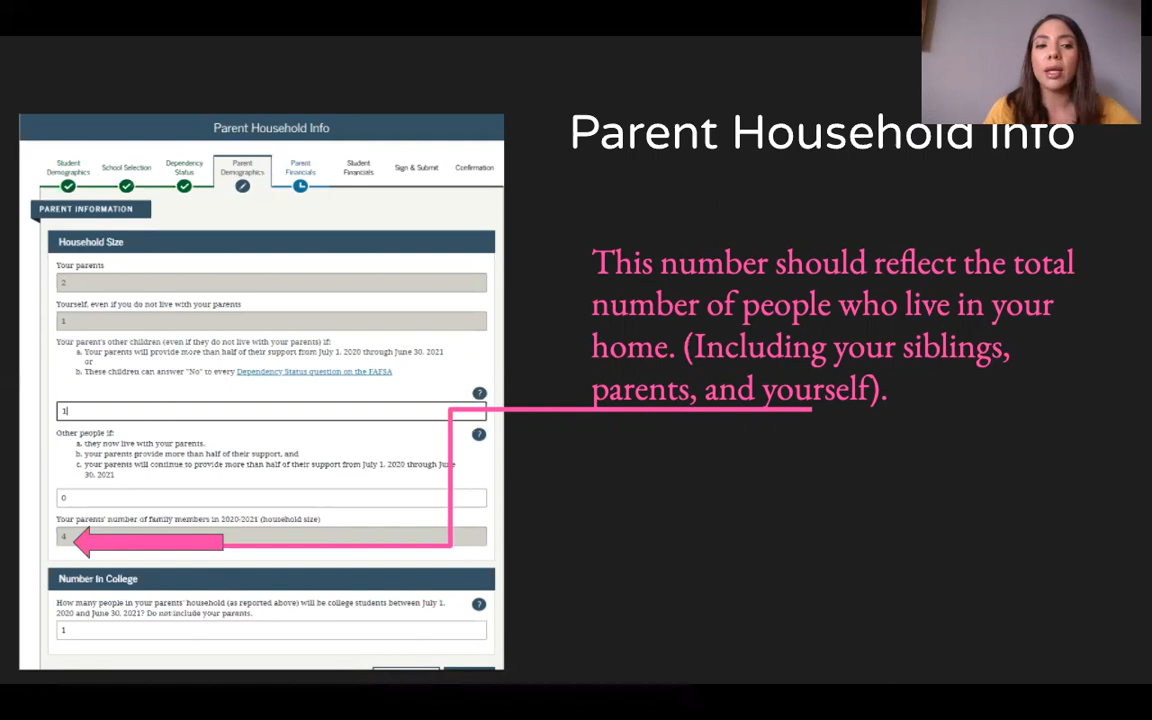 Parent Household Info
Parent Household Info
Student Demographics
School Selection
Dependency Status
Parent Demographics
Parent Financials
Student Financials
Sign & Submit
Confirmation
PARENT INFORMATION
Household Size
Your parents
2
Yourself, even if you do not live with your parents
1
Your parent's other children (even if they do not live with your parents) if:
a. Your parents will provide more than half of their support from July 1, 2020 through June 30, 2021
or
b. These children can answer "No" to every Dependency Status question on the FAFSA
?
1
Other people if:
?
a. they now live with your parents,
b. your parents provide more than half of their support, and
c. your parents will continue to provide more than half of their support from July 1, 2020 through June
30, 2021
0
Your parents' number of family members in 2020-2021 (household size)
4
Number In College
How many people in your parents' household (as reported above) will be college students between July 1,
2020 and June 30, 2021? Do not include your parents.
?
1
This number should reflect the total
number of people who live in your
home. (Including your siblings,
parents, and yourself).